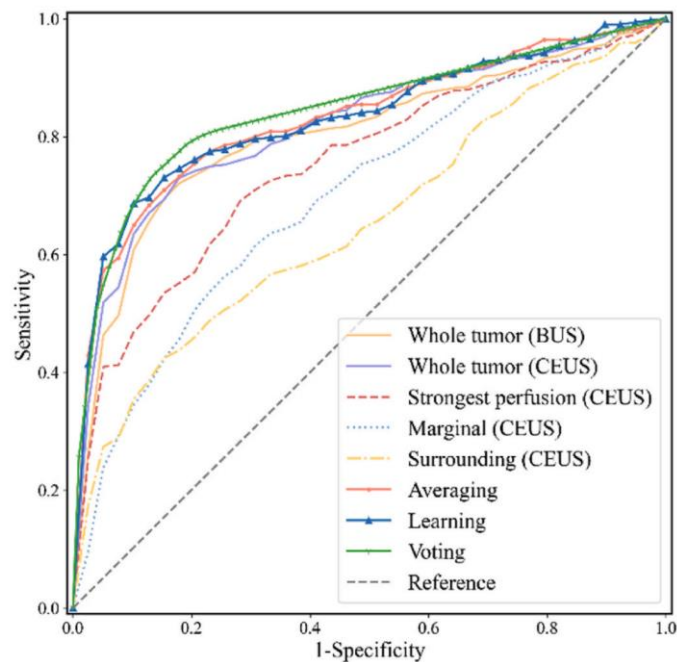 1.0
0.8
0.6
0.4
0.2
0.0
Sensitivity
Whole tumor (BUS)
Whole tumor (CEUS)
Strongest perfusion (CEUS)
Marginal (CEUS)
Surrounding (CEUS)
Averaging
Learning
Voting
Reference
0.0 0.2 0.4 0.6 0.8 1.0
1-Specificity